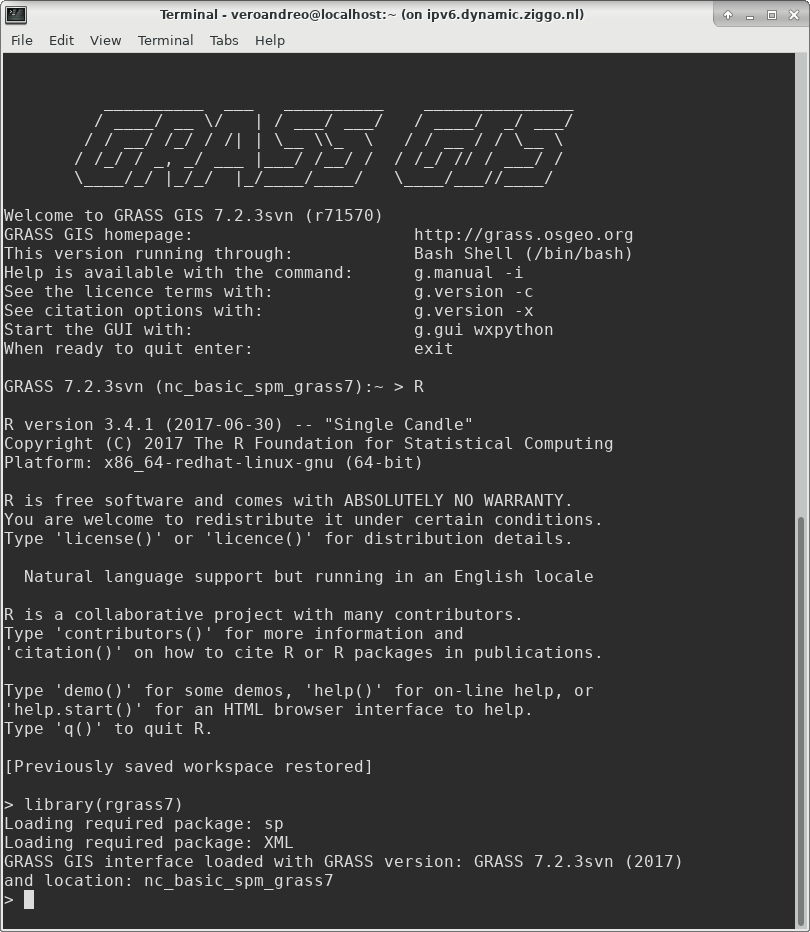 Terminal - veroandreo@localhost:~ (on ipv6.dynamic.ziggo.nl)
File Edit View Terminal Tabs Help
GRASS GIS
Welcome to GRASS GIS 7.2.3svn (r71570)
GRASS GIS homepage: http://grass.osgeo.org
This version running through: Bash Shell (/bin/bash)
Help is available with the command: g.manual -i
See the licence terms with: g.version -c
See citation options with: g.version -x
Start the GUI with: g.gui wxpython
When ready to quit enter: exit
GRASS 7.2.3svn (nc_basic_spm_grass7):~ > R
R version 3.4.1 (2017-06-30) -- "Single Candle"
Copyright (C) 2017 The R Foundation for Statistical Computing
Platform: x86_64-redhat-linux-gnu (64-bit)
R is free software and comes with ABSOLUTELY NO WARRANTY.
You are welcome to redistribute it under certain conditions.
Type 'license()' or 'licence()' for distribution details.
Natural language support but running in an English locale
R is a collaborative project with many contributors.
Type 'contributors()' for more information and
'citation()' on how to cite R or R packages in publications.
Type 'demo()' for some demos, 'help()' for on-line help, or
'help.start()' for an HTML browser interface to help.
Type 'q()' to quit R.
[Previously saved workspace restored]
> library(rgrass7)
Loading required package: sp
Loading required package: XML
GRASS GIS interface loaded with GRASS version: GRASS 7.2.3svn (2017)
and location: nc_basic_spm_grass7
>